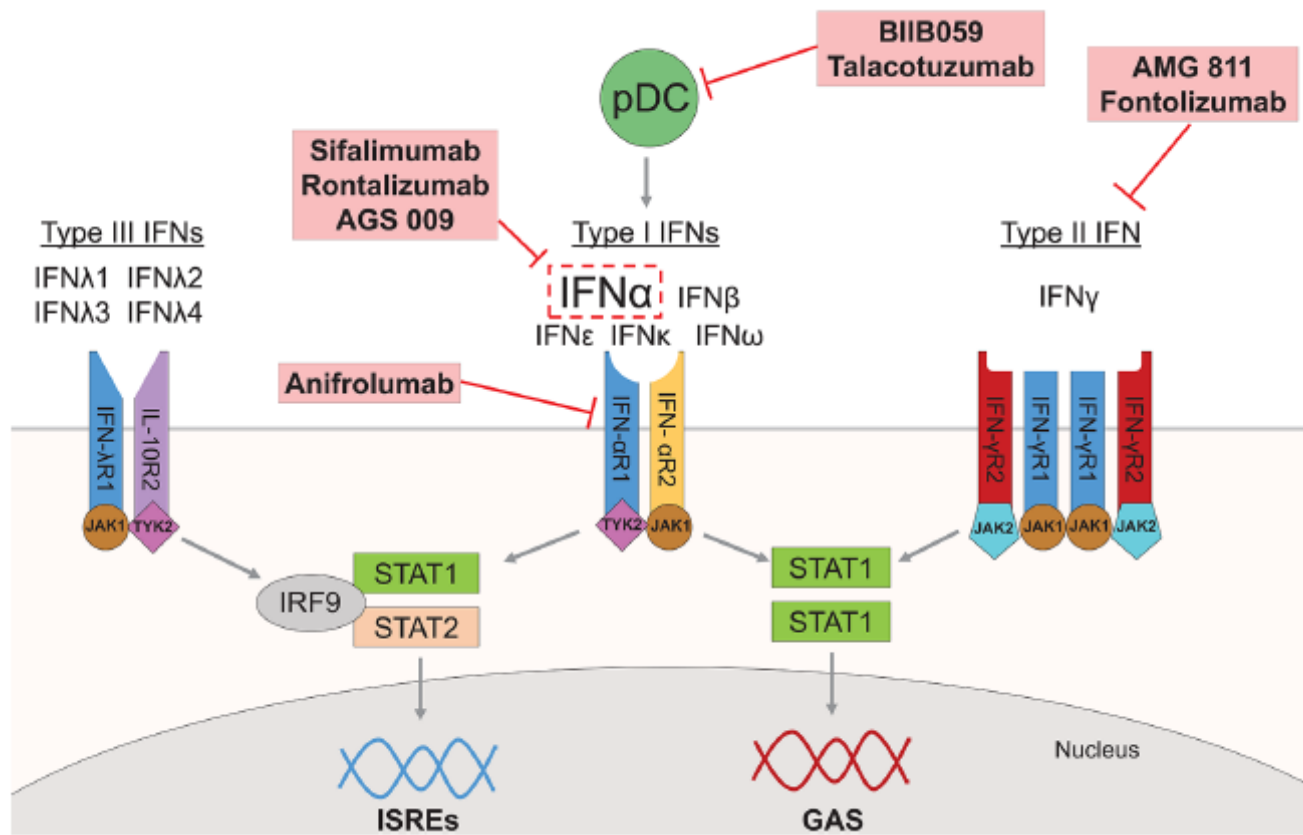 BIIB059
Talacotuzumab
AMG 811
Fontolizumab
pDC
Sifalimumab
Rontalizumab
AGS 009
Type III IFNs
IFNλ1 IFNλ2
IFNλ3 IFNλ4
Type I IFNs
IFNα IFNβ
IFNε IFNκ IFNω
Type II IFN
IFNγ
Anifrolumab
IFN-λR1
IL-10R2
JAK1
TYK2
IFN-αR1
IFN- αR2
TYK2
JAK1
IFN-γR2
IFN-γR1
IFN-γR1
IFN-γR2
JAK2
JAK1
JAK1
JAK2
IRF9
STAT1
STAT2
STAT1
STAT1
Nucleus
ISREs
GAS